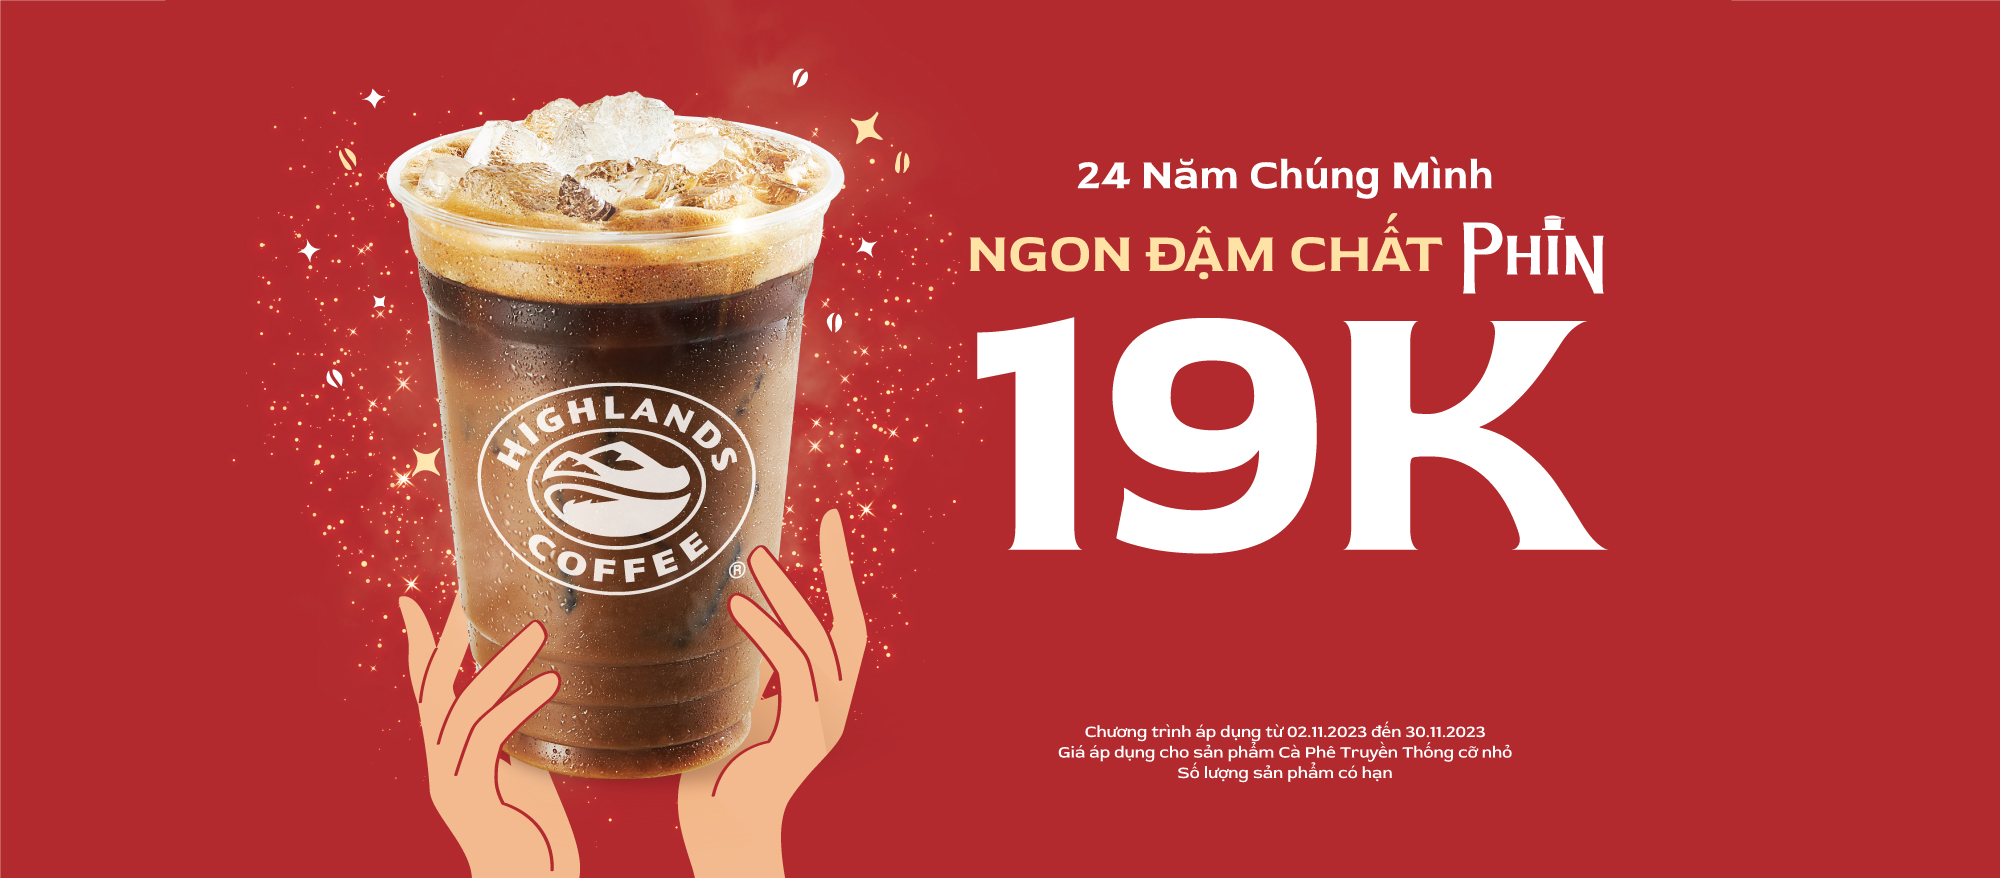 24 Năm Chúng Mình
NGON ĐẬM CHẤT PHIN
19K
HIGHLANDS
COFFEE
®
Chương trình áp dụng từ 02.11.2023 đến 30.11.2023
Giá áp dụng cho sản phẩm Cà Phê Truyền Thống cỡ nhỏ
Số lượng sản phẩm có hạn